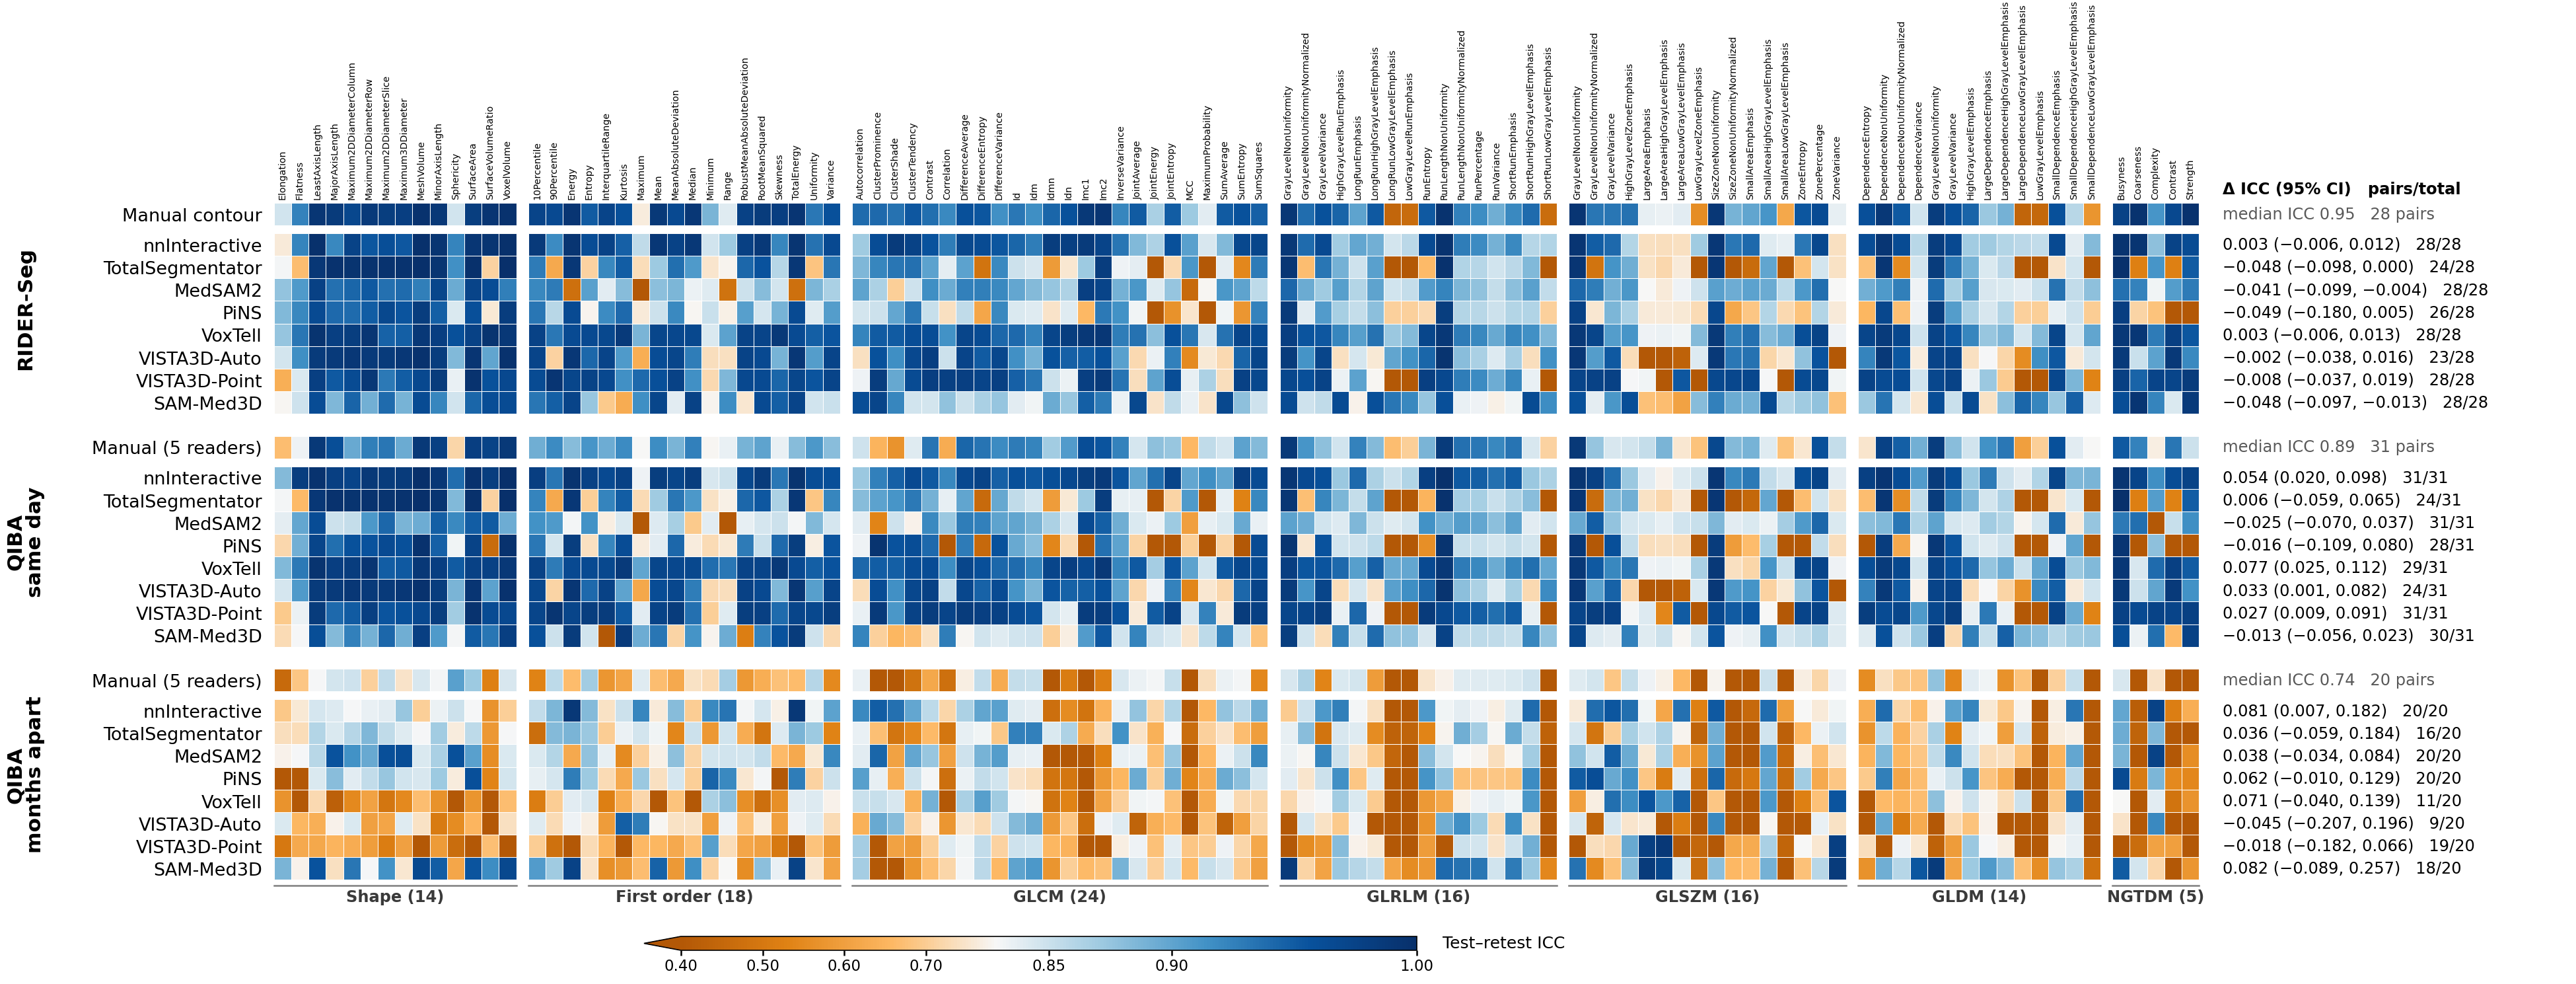 Elongation
Flatness
LeastAxisLength
MajorAxisLength
Maximum2DDiameterColumn
Maximum2DDiameterRow
Maximum2DDiameterSlice
Maximum3DDiameter
MeshVolume
MinorAxisLength
Sphericity
SurfaceArea
SurfaceVolumeRatio
VoxelVolume
10Percentile
90Percentile
Energy
Entropy
InterquartileRange
Kurtosis
Maximum
Mean
MeanAbsoluteDeviation
Median
Minimum
Range
RobustMeanAbsoluteDeviation
RootMeanSquared
Skewness
TotalEnergy
Uniformity
Variance
Autocorrelation
ClusterProminence
ClusterShade
ClusterTendency
Contrast
Correlation
DifferenceAverage
DifferenceEntropy
DifferenceVariance
Id
Idm
Idmn
Idn
Imc1
Imc2
InverseVariance
JointAverage
JointEnergy
JointEntropy
MCC
MaximumProbability
SumAverage
SumEntropy
SumSquares
GrayLevelNonUniformity
GrayLevelNonUniformityNormalized
GrayLevelVariance
HighGrayLevelRunEmphasis
LongRunEmphasis
LongRunHighGrayLevelEmphasis
LongRunLowGrayLevelEmphasis
LowGrayLevelRunEmphasis
RunEntropy
RunLengthNonUniformity
RunLengthNonUniformityNormalized
RunPercentage
RunVariance
ShortRunEmphasis
ShortRunHighGrayLevelEmphasis
ShortRunLowGrayLevelEmphasis
GrayLevelNonUniformity
GrayLevelNonUniformityNormalized
GrayLevelVariance
HighGrayLevelZoneEmphasis
LargeAreaEmphasis
LargeAreaHighGrayLevelEmphasis
LargeAreaLowGrayLevelEmphasis
LowGrayLevelZoneEmphasis
SizeZoneNonUniformity
SizeZoneNonUniformityNormalized
SmallAreaEmphasis
SmallAreaHighGrayLevelEmphasis
SmallAreaLowGrayLevelEmphasis
ZoneEntropy
ZonePercentage
ZoneVariance
DependenceEntropy
DependenceNonUniformity
DependenceNonUniformityNormalized
DependenceVariance
GrayLevelNonUniformity
GrayLevelVariance
HighGrayLevelEmphasis
LargeDependenceEmphasis
LargeDependenceHighGrayLevelEmphasis
LargeDependenceLowGrayLevelEmphasis
LowGrayLevelEmphasis
SmallDependenceEmphasis
SmallDependenceHighGrayLevelEmphasis
SmallDependenceLowGrayLevelEmphasis
Busyness
Coarseness
Complexity
Contrast
Strength
Δ ICC (95% CI) pairs/total
RIDER-Seg
Manual contour median ICC 0.95 28 pairs
nnInteractive 0.003 (−0.006, 0.012) 28/28
TotalSegmentator −0.048 (−0.098, 0.000) 24/28
MedSAM2 −0.041 (−0.099, −0.004) 28/28
PiNS −0.049 (−0.180, 0.005) 26/28
VoxTell 0.003 (−0.006, 0.013) 28/28
VISTA3D-Auto −0.002 (−0.038, 0.016) 23/28
VISTA3D-Point −0.008 (−0.037, 0.019) 28/28
SAM-Med3D −0.048 (−0.097, −0.013) 28/28
QIBA
same day
Manual (5 readers) median ICC 0.89 31 pairs
nnInteractive 0.054 (0.020, 0.098) 31/31
TotalSegmentator 0.006 (−0.059, 0.065) 24/31
MedSAM2 −0.025 (−0.070, 0.037) 31/31
PiNS −0.016 (−0.109, 0.080) 28/31
VoxTell 0.077 (0.025, 0.112) 29/31
VISTA3D-Auto 0.033 (0.001, 0.082) 24/31
VISTA3D-Point 0.027 (0.009, 0.091) 31/31
SAM-Med3D −0.013 (−0.056, 0.023) 30/31
QIBA
months apart
Manual (5 readers) median ICC 0.74 20 pairs
nnInteractive 0.081 (0.007, 0.182) 20/20
TotalSegmentator 0.036 (−0.059, 0.184) 16/20
MedSAM2 0.038 (−0.034, 0.084) 20/20
PiNS 0.062 (−0.010, 0.129) 20/20
VoxTell 0.071 (−0.040, 0.139) 11/20
VISTA3D-Auto −0.045 (−0.207, 0.196) 9/20
VISTA3D-Point −0.018 (−0.182, 0.066) 19/20
SAM-Med3D 0.082 (−0.089, 0.257) 18/20
Shape (14) First order (18) GLCM (24) GLRLM (16) GLSZM (16) GLDM (14) NGTDM (5)
Test–retest ICC
0.40 0.50 0.60 0.70 0.85 0.90 1.00